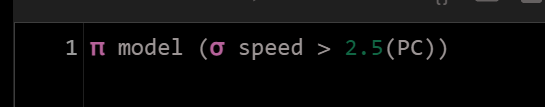 1 π model (σ speed > 2.5(PC))